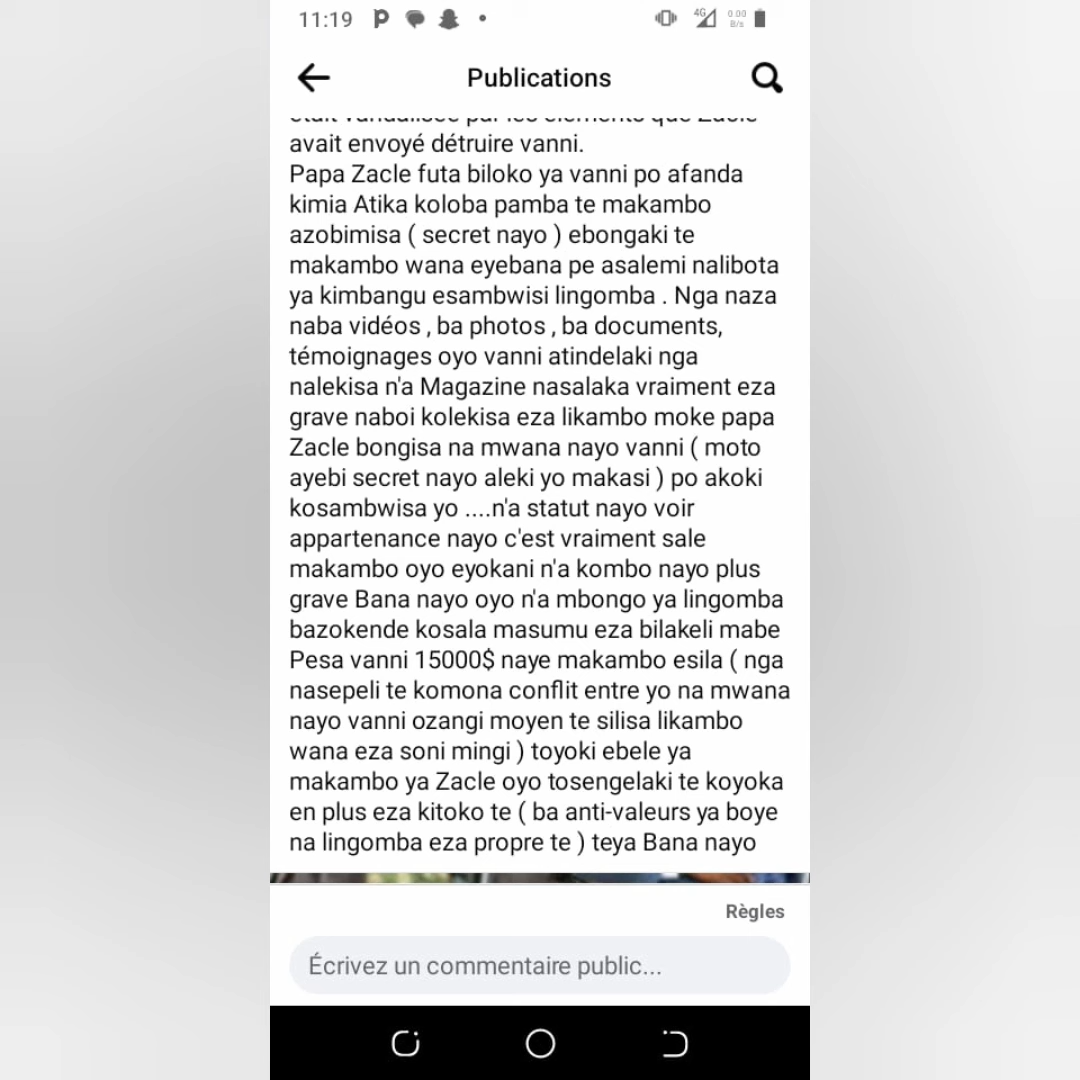 11:19
4G
0.00
B/s
Publications
avait envoyé détruire vanni.
Papa Zacle futa biloko ya vanni po afanda
kimia Atika koloba pamba te makambo
azobimisa ( secret nayo ) ebongaki te
makambo wana eyebana pe asalemi nalibota
ya kimbangu esambwisi lingomba . Nga naza
naba vidéos , ba photos , ba documents,
témoignages oyo vanni atindelaki nga
nalekisa n'a Magazine nasalaka vraiment eza
grave naboi kolekisa eza likambo moke papa
Zacle bongisa na mwana nayo vanni ( moto
ayebi secret nayo aleki yo makasi ) po akoki
kosambwisa yo ....n'a statut nayo voir
appartenance nayo c'est vraiment sale
makambo oyo eyokani n'a kombo nayo plus
grave Bana nayo oyo n'a mbongo ya lingomba
bazokende kosala masumu eza bilakeli mabe
Pesa vanni 15000$ naye makambo esila ( nga
nasepeli te komona conflit entre yo na mwana
nayo vanni ozangi moyen te silisa likambo
wana eza soni mingi ) toyoki ebele ya
makambo ya Zacle oyo tosengelaki te koyoka
en plus eza kitoko te ( ba anti-valeurs ya boye
na lingomba eza propre te ) teya Bana nayo
Règles
Écrivez un commentaire public...